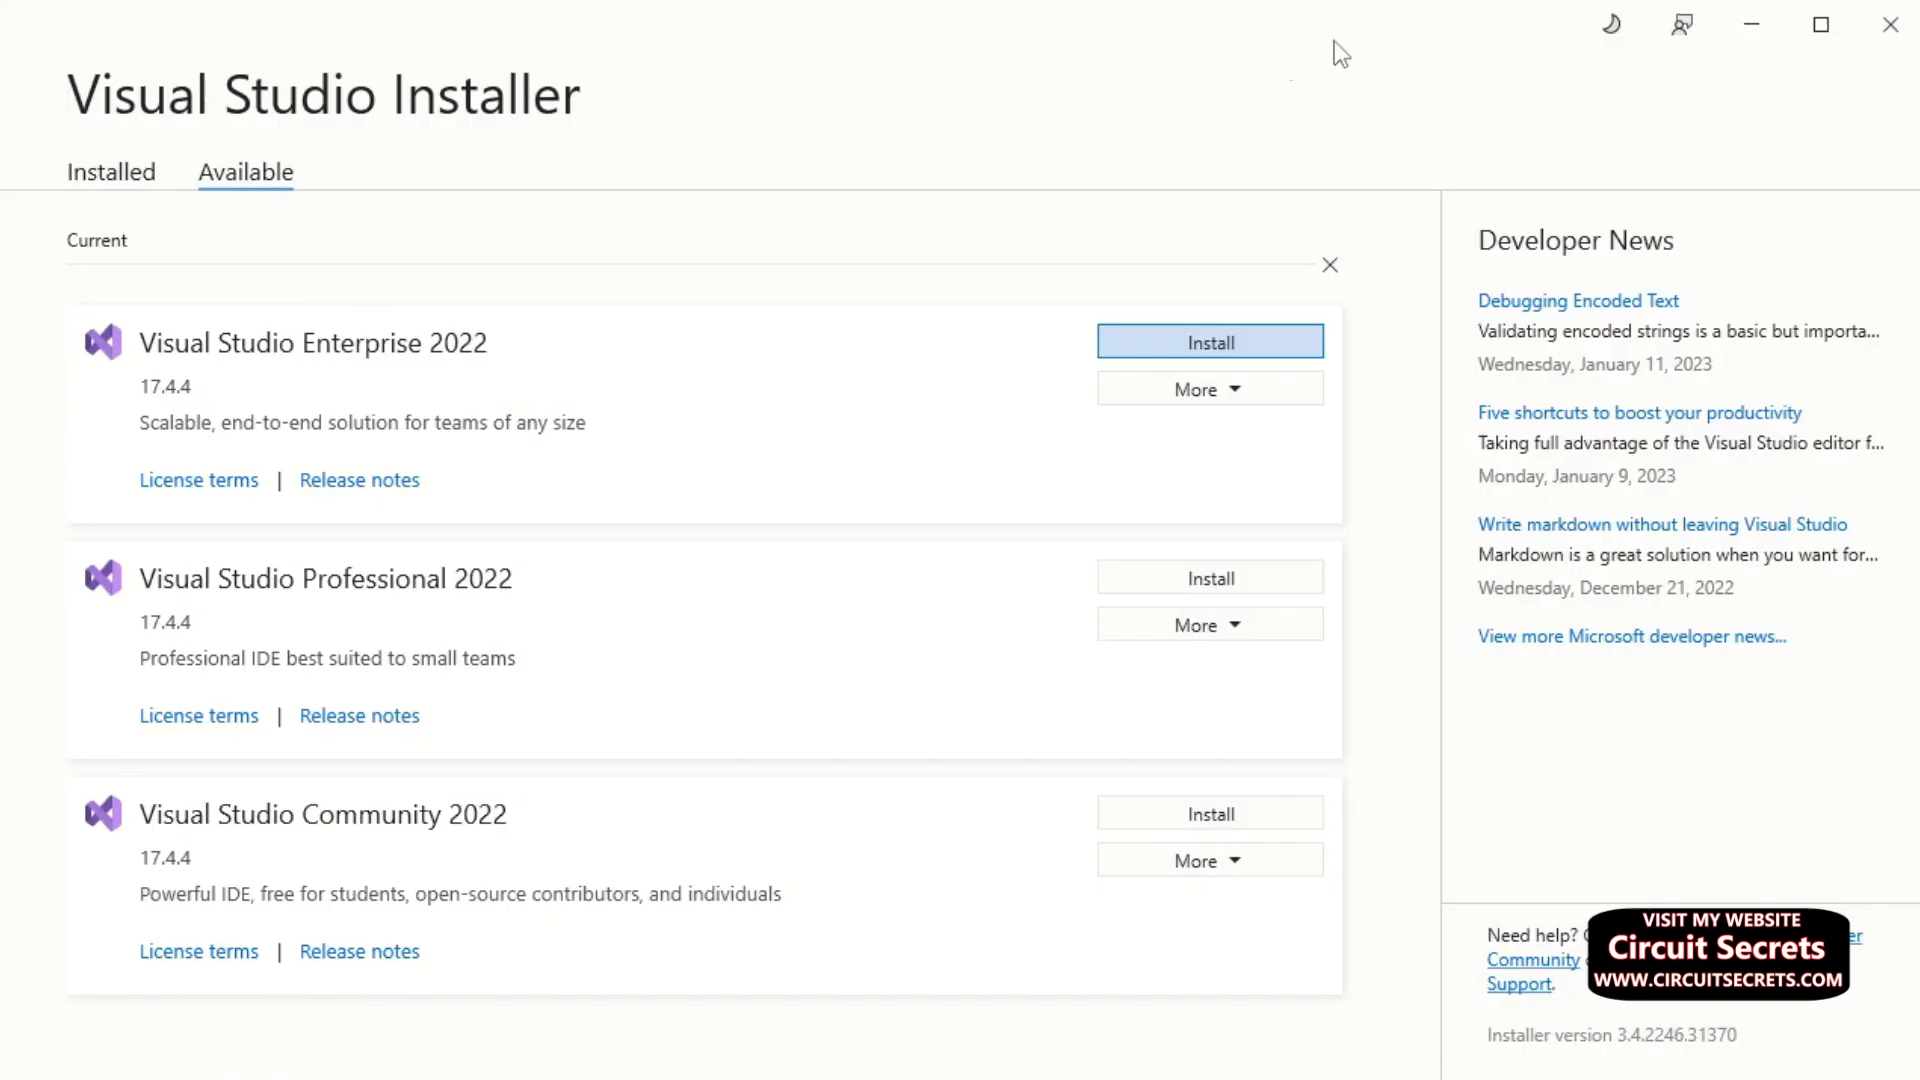 Visual Studio Installer
Installed Available
Current
Visual Studio Enterprise 2022
Install
17.4.4
More
Scalable, end-to-end solution for teams of any size
License terms | Release notes
Visual Studio Professional 2022
Install
17.4.4
More
Professional IDE best suited to small teams
License terms | Release notes
Visual Studio Community 2022
Install
17.4.4
More
Powerful IDE, free for students, open-source contributors, and individuals
License terms | Release notes
Developer News
Debugging Encoded Text
Validating encoded strings is a basic but importa...
Wednesday, January 11, 2023
Five shortcuts to boost your productivity
Taking full advantage of the Visual Studio editor f...
Monday, January 9, 2023
Write markdown without leaving Visual Studio
Markdown is a great solution when you want for...
Wednesday, December 21, 2022
View more Microsoft developer news...
Need help?
Community
Support.
VISIT MY WEBSITE
Circuit Secrets
WWW.CIRCUITSECRETS.COM
Installer version 3.4.2246.31370